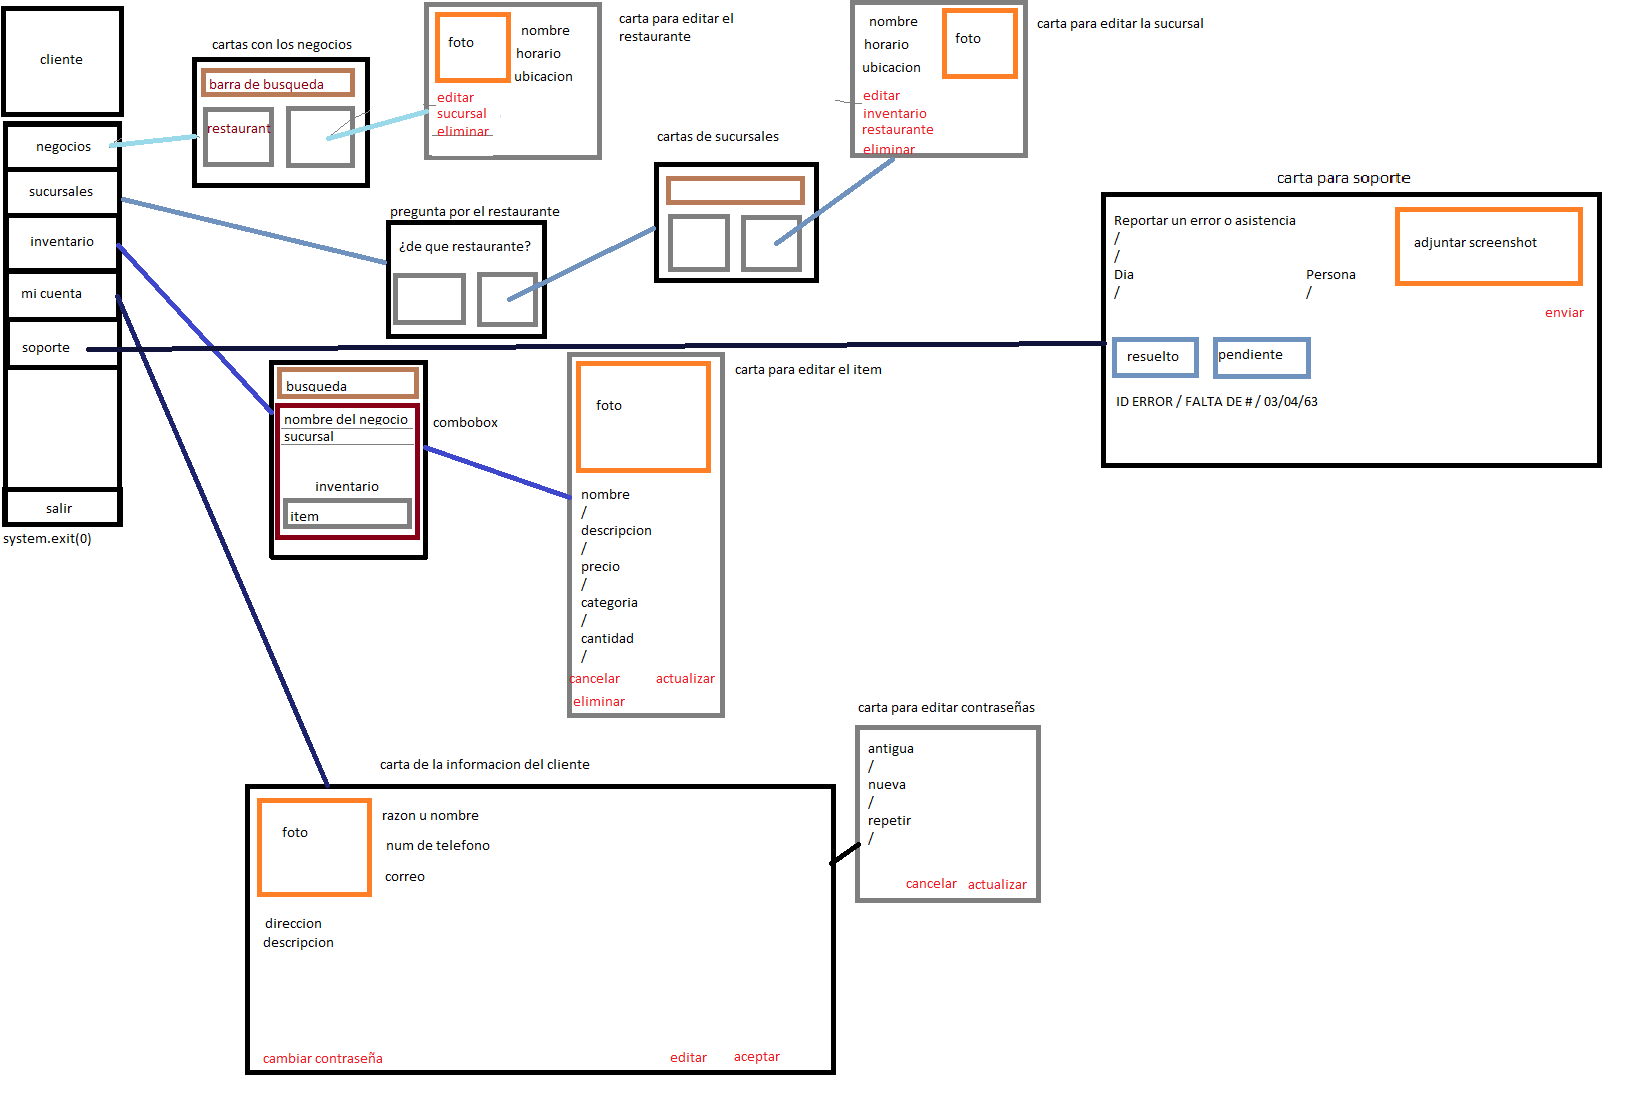 cliente
negocios
sucursales
inventario
mi cuenta
soporte
salir
system.exit(0)
cartas con los negocios
barra de busqueda
restaurant
carta para editar el
restaurante
foto
nombre
horario
ubicacion
editar
sucursal
eliminar
pregunta por el restaurante
¿de que restaurante?
cartas de sucursales
carta para editar la sucursal
nombre
horario
ubicacion
foto
editar
inventario
restaurante
eliminar
carta para soporte
Reportar un error o asistencia
/
/
Dia
/
Persona
/
adjuntar screenshot
enviar
resuelto
pendiente
ID ERROR / FALTA DE # / 03/04/63
busqueda
nombre del negocio
sucursal
inventario
item
combobox
carta para editar el item
foto
nombre
/
descripcion
/
precio
/
categoria
/
cantidad
/
cancelar
actualizar
eliminar
carta de la informacion del cliente
foto
razon u nombre
num de telefono
correo
direccion
descripcion
cambiar contraseña
editar
aceptar
carta para editar contraseñas
antigua
/
nueva
/
repetir
/
cancelar
actualizar